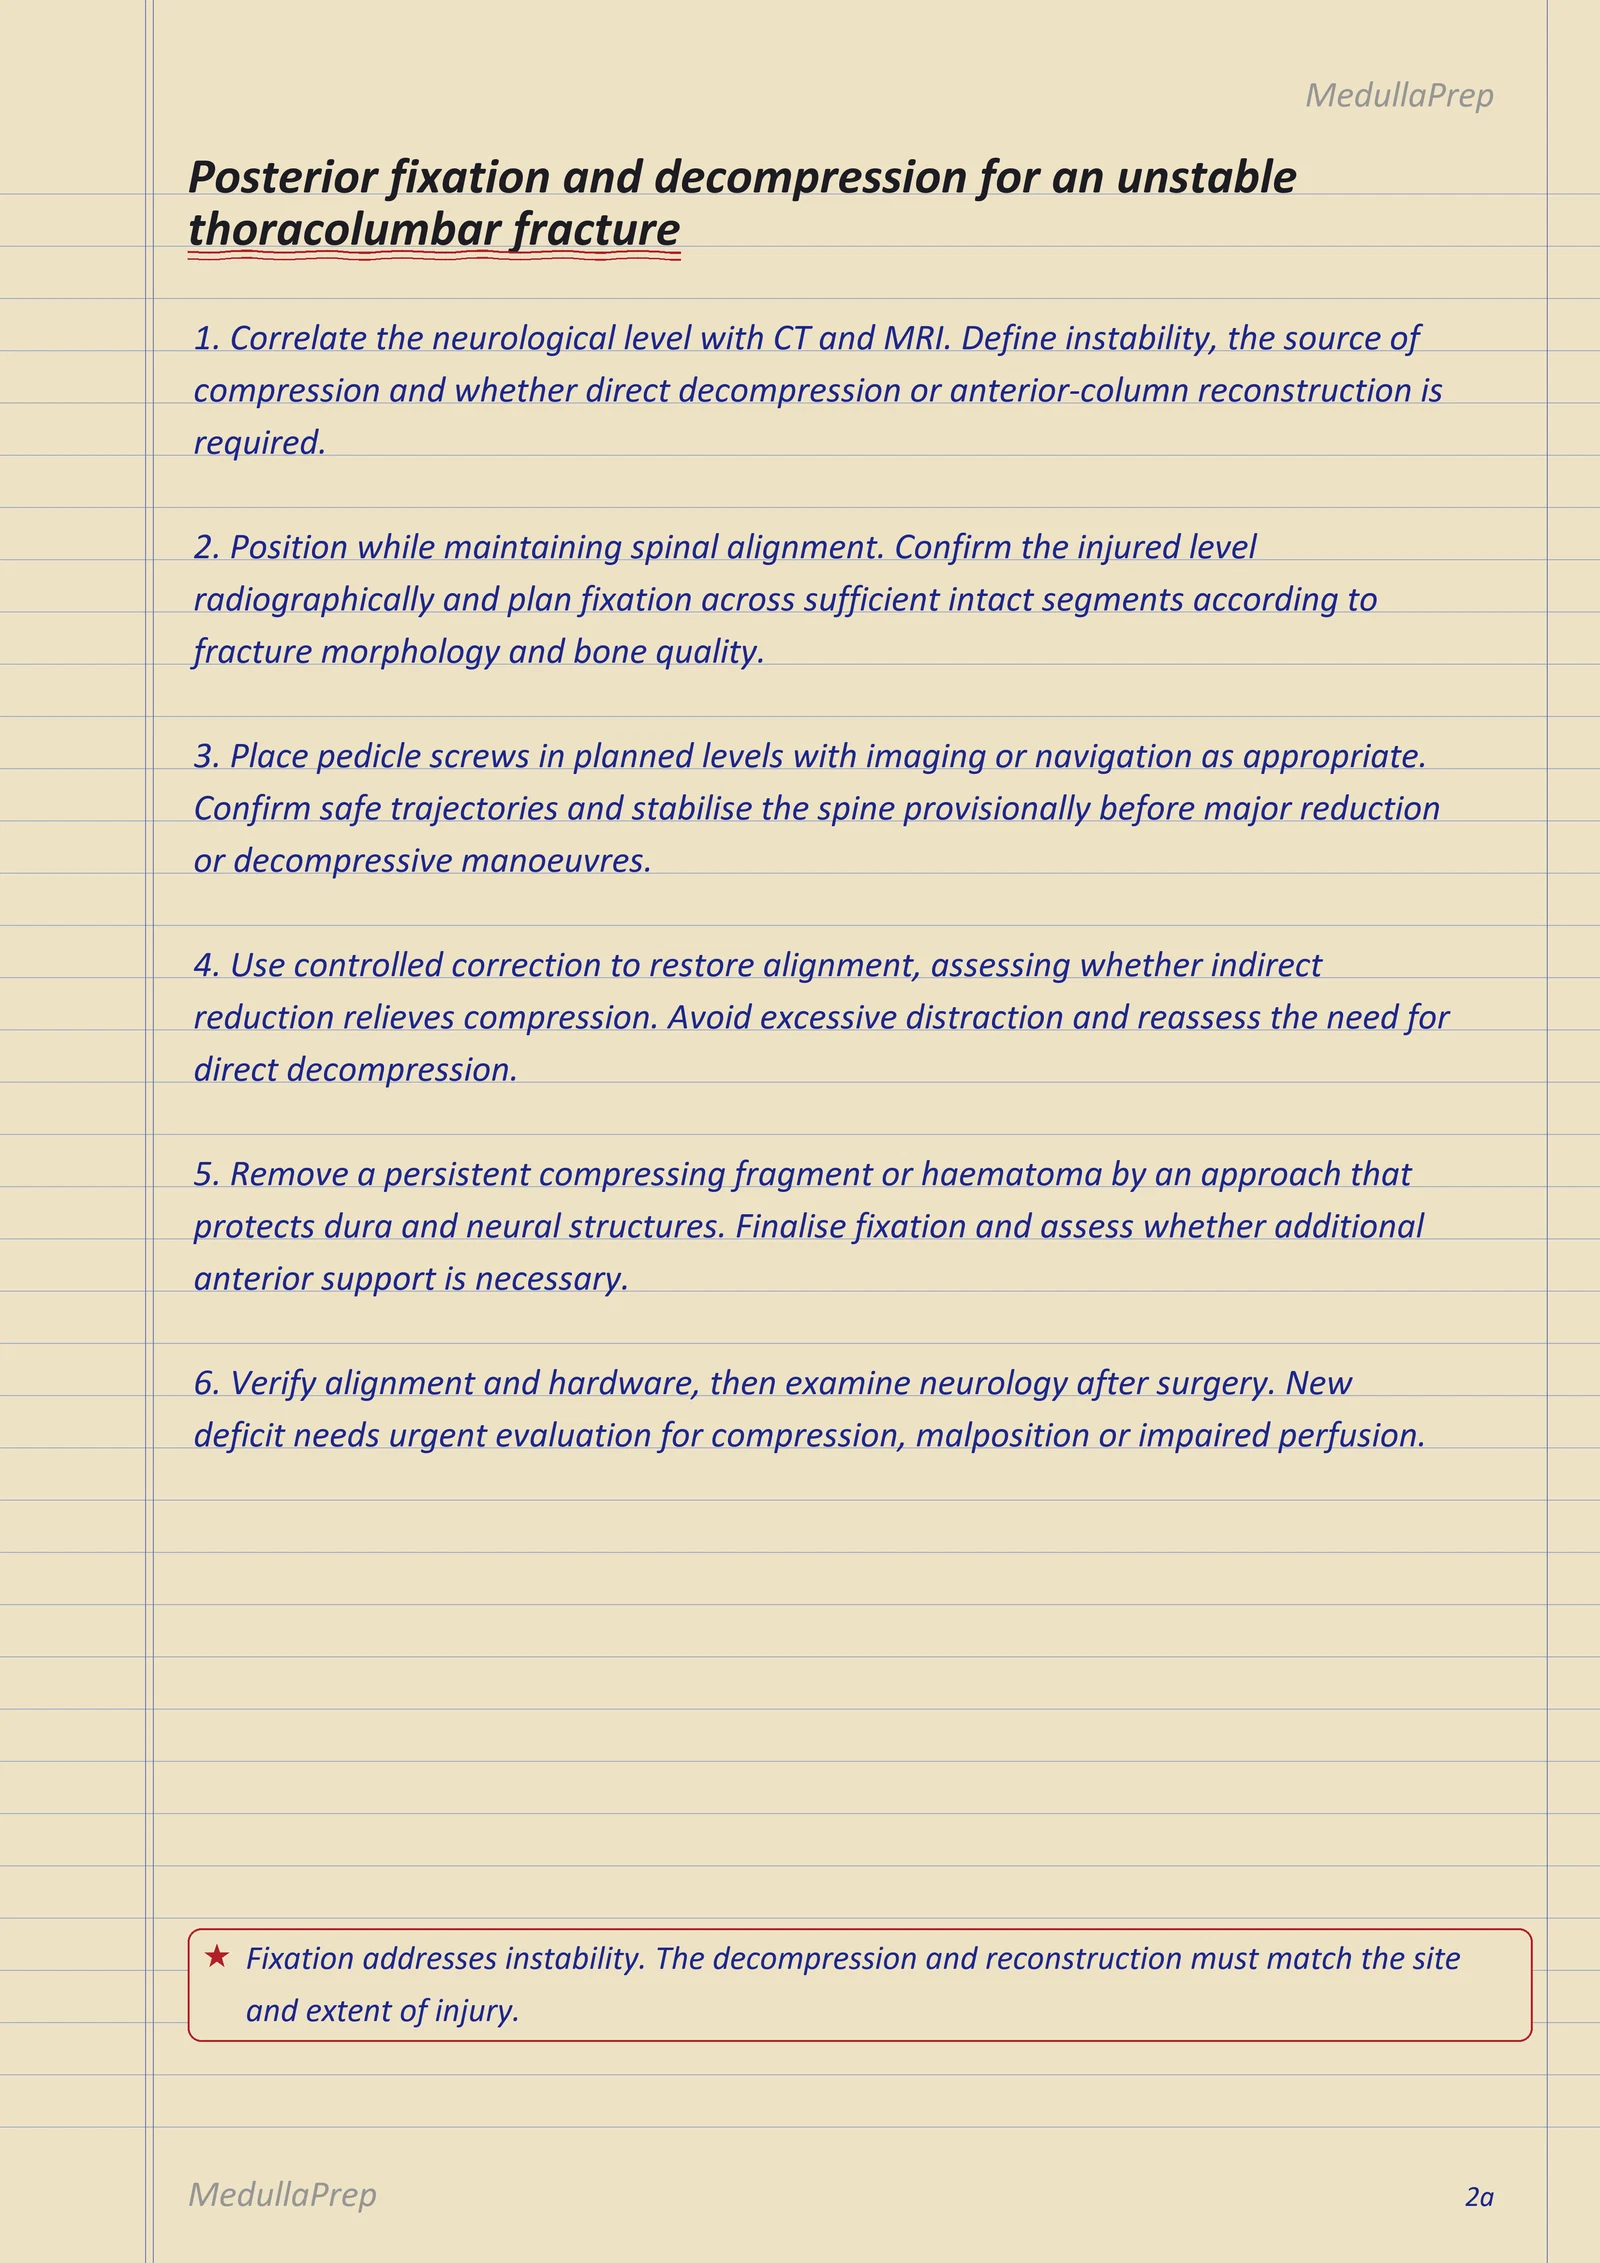 MedullaPrep
Posterior fixation and decompression for an unstable
thoracolumbar fracture
1. Correlate the neurological level with CT and MRI. Define instability, the source of
compression and whether direct decompression or anterior-column reconstruction is
required.
2. Position while maintaining spinal alignment. Confirm the injured level
radiographically and plan fixation across sufficient intact segments according to
fracture morphology and bone quality.
3. Place pedicle screws in planned levels with imaging or navigation as appropriate.
Confirm safe trajectories and stabilise the spine provisionally before major reduction
or decompressive manoeuvres.
4. Use controlled correction to restore alignment, assessing whether indirect
reduction relieves compression. Avoid excessive distraction and reassess the need for
direct decompression.
5. Remove a persistent compressing fragment or haematoma by an approach that
protects dura and neural structures. Finalise fixation and assess whether additional
anterior support is necessary.
6. Verify alignment and hardware, then examine neurology after surgery. New
deficit needs urgent evaluation for compression, malposition or impaired perfusion.
★ Fixation addresses instability. The decompression and reconstruction must match the site
and extent of injury.
MedullaPrep
2a